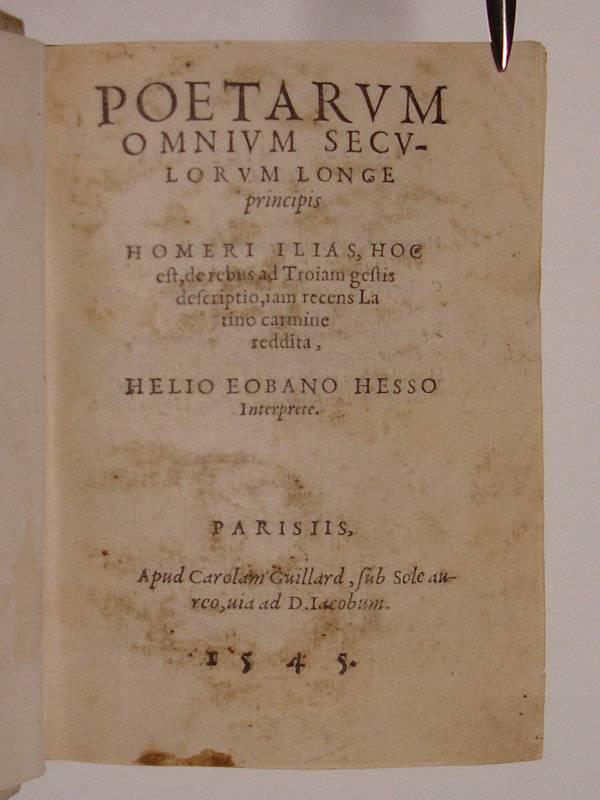 POETARVM
OMNIVM SECV-
LORVM LONGE
principis
HOMERI ILIAS, HOC
eſt, de rebus ad Troiam geſtis
deſcriptio, iam recens La
tino carmine
reddita,
HELIO EOBANO HESSO
Interprete.
PARISIIS,
Apud Carolam Guillard, ſub Sole au-
reo, uia ad D. Iacobum.
1545.